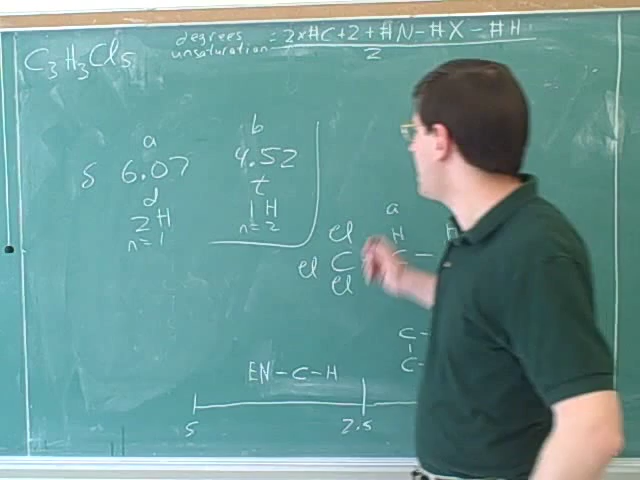 C3H3Cl5
degrees unsaturation = 2x#C+2+#N-#X-#H
2
a b
δ 6.07 4.52
d t
2H 1H
n=1 n=2
a
Cl H H
Cl C C -
Cl
C -
C -
EN-C-H
5 2.5